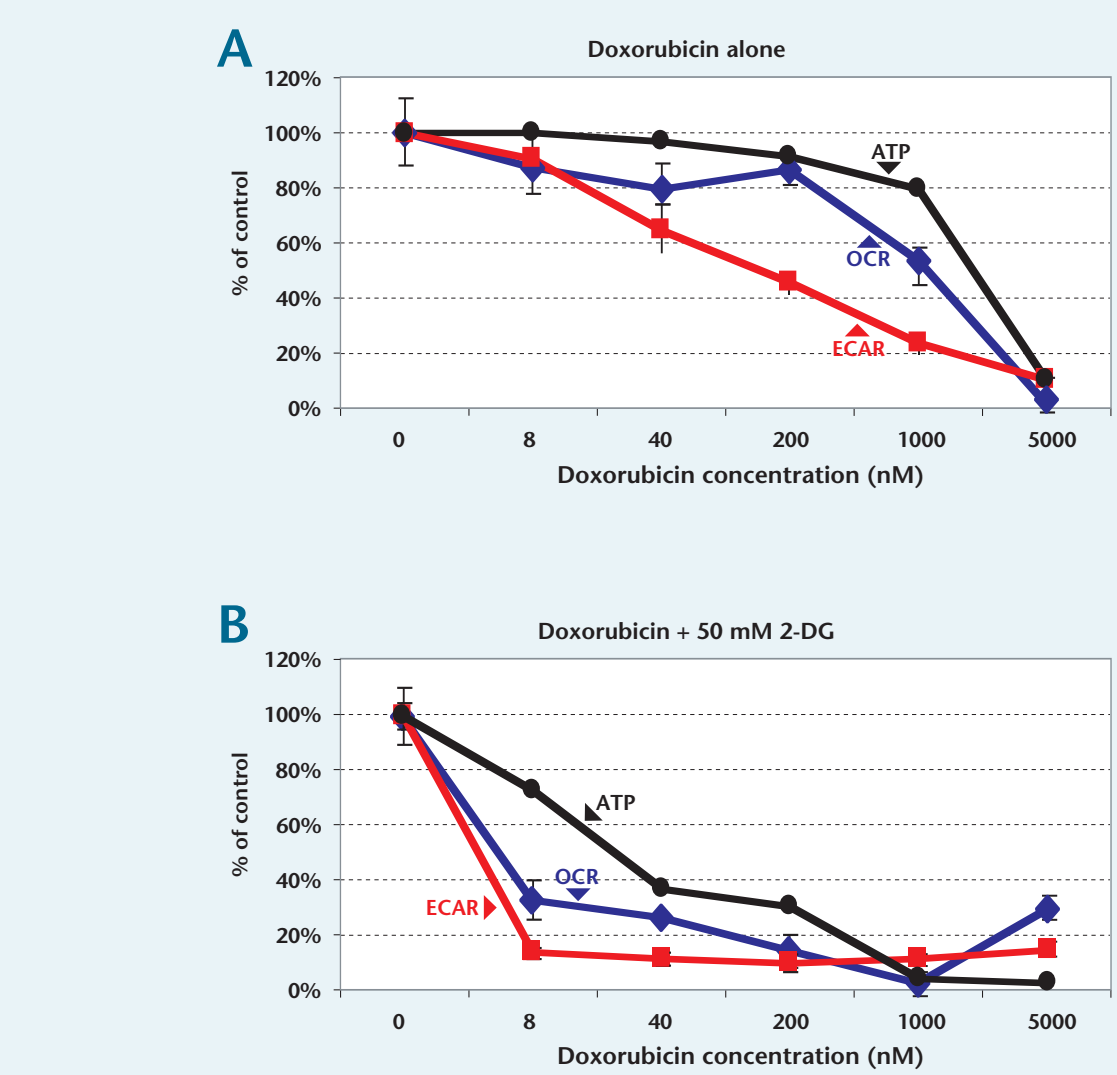 A
Doxorubicin alone
120%
100%
80%
60%
40%
20%
0%
% of control
ATP
OCR
ECAR
0 8 40 200 1000 5000
Doxorubicin concentration (nM)
B
Doxorubicin + 50 mM 2-DG
120%
100%
80%
60%
40%
20%
0%
% of control
ATP
OCR
ECAR
0 8 40 200 1000 5000
Doxorubicin concentration (nM)